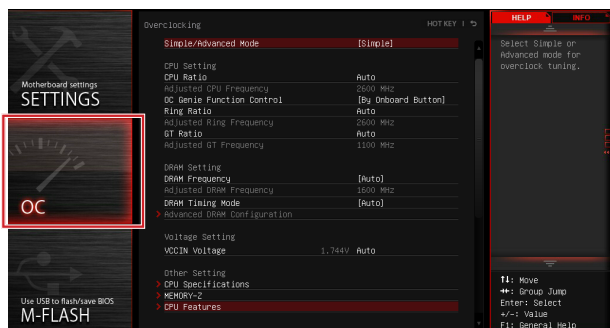 Motherboard settings
SETTINGS
OC
Use USB to flash/save BIOS
M-FLASH
Overclocking
HOT KEY
Simple/Advanced Mode [Simple]
CPU Setting
CPU Ratio Auto
Adjusted CPU Frequency 2600 MHz
OC Genie Function Control [By Onboard Button]
Ring Ratio Auto
Adjusted Ring Frequency 2600 MHz
GT Ratio Auto
Adjusted GT Frequency 1100 MHz
DRAM Setting
DRAM Frequency [Auto]
Adjusted DRAM Frequency 1600 MHz
DRAM Timing Mode [Auto]
> Advanced DRAM Configuration
Voltage Setting
VCCIN Voltage 1.744V Auto
Other Setting
> CPU Specifications
> MEMORY-Z
> CPU Features
HELP
INFO
Select Simple or
Advanced mode for
overclock tuning.
↑↓: Move
→←: Group Jump
Enter: Select
+/-: Value
F1: General Help